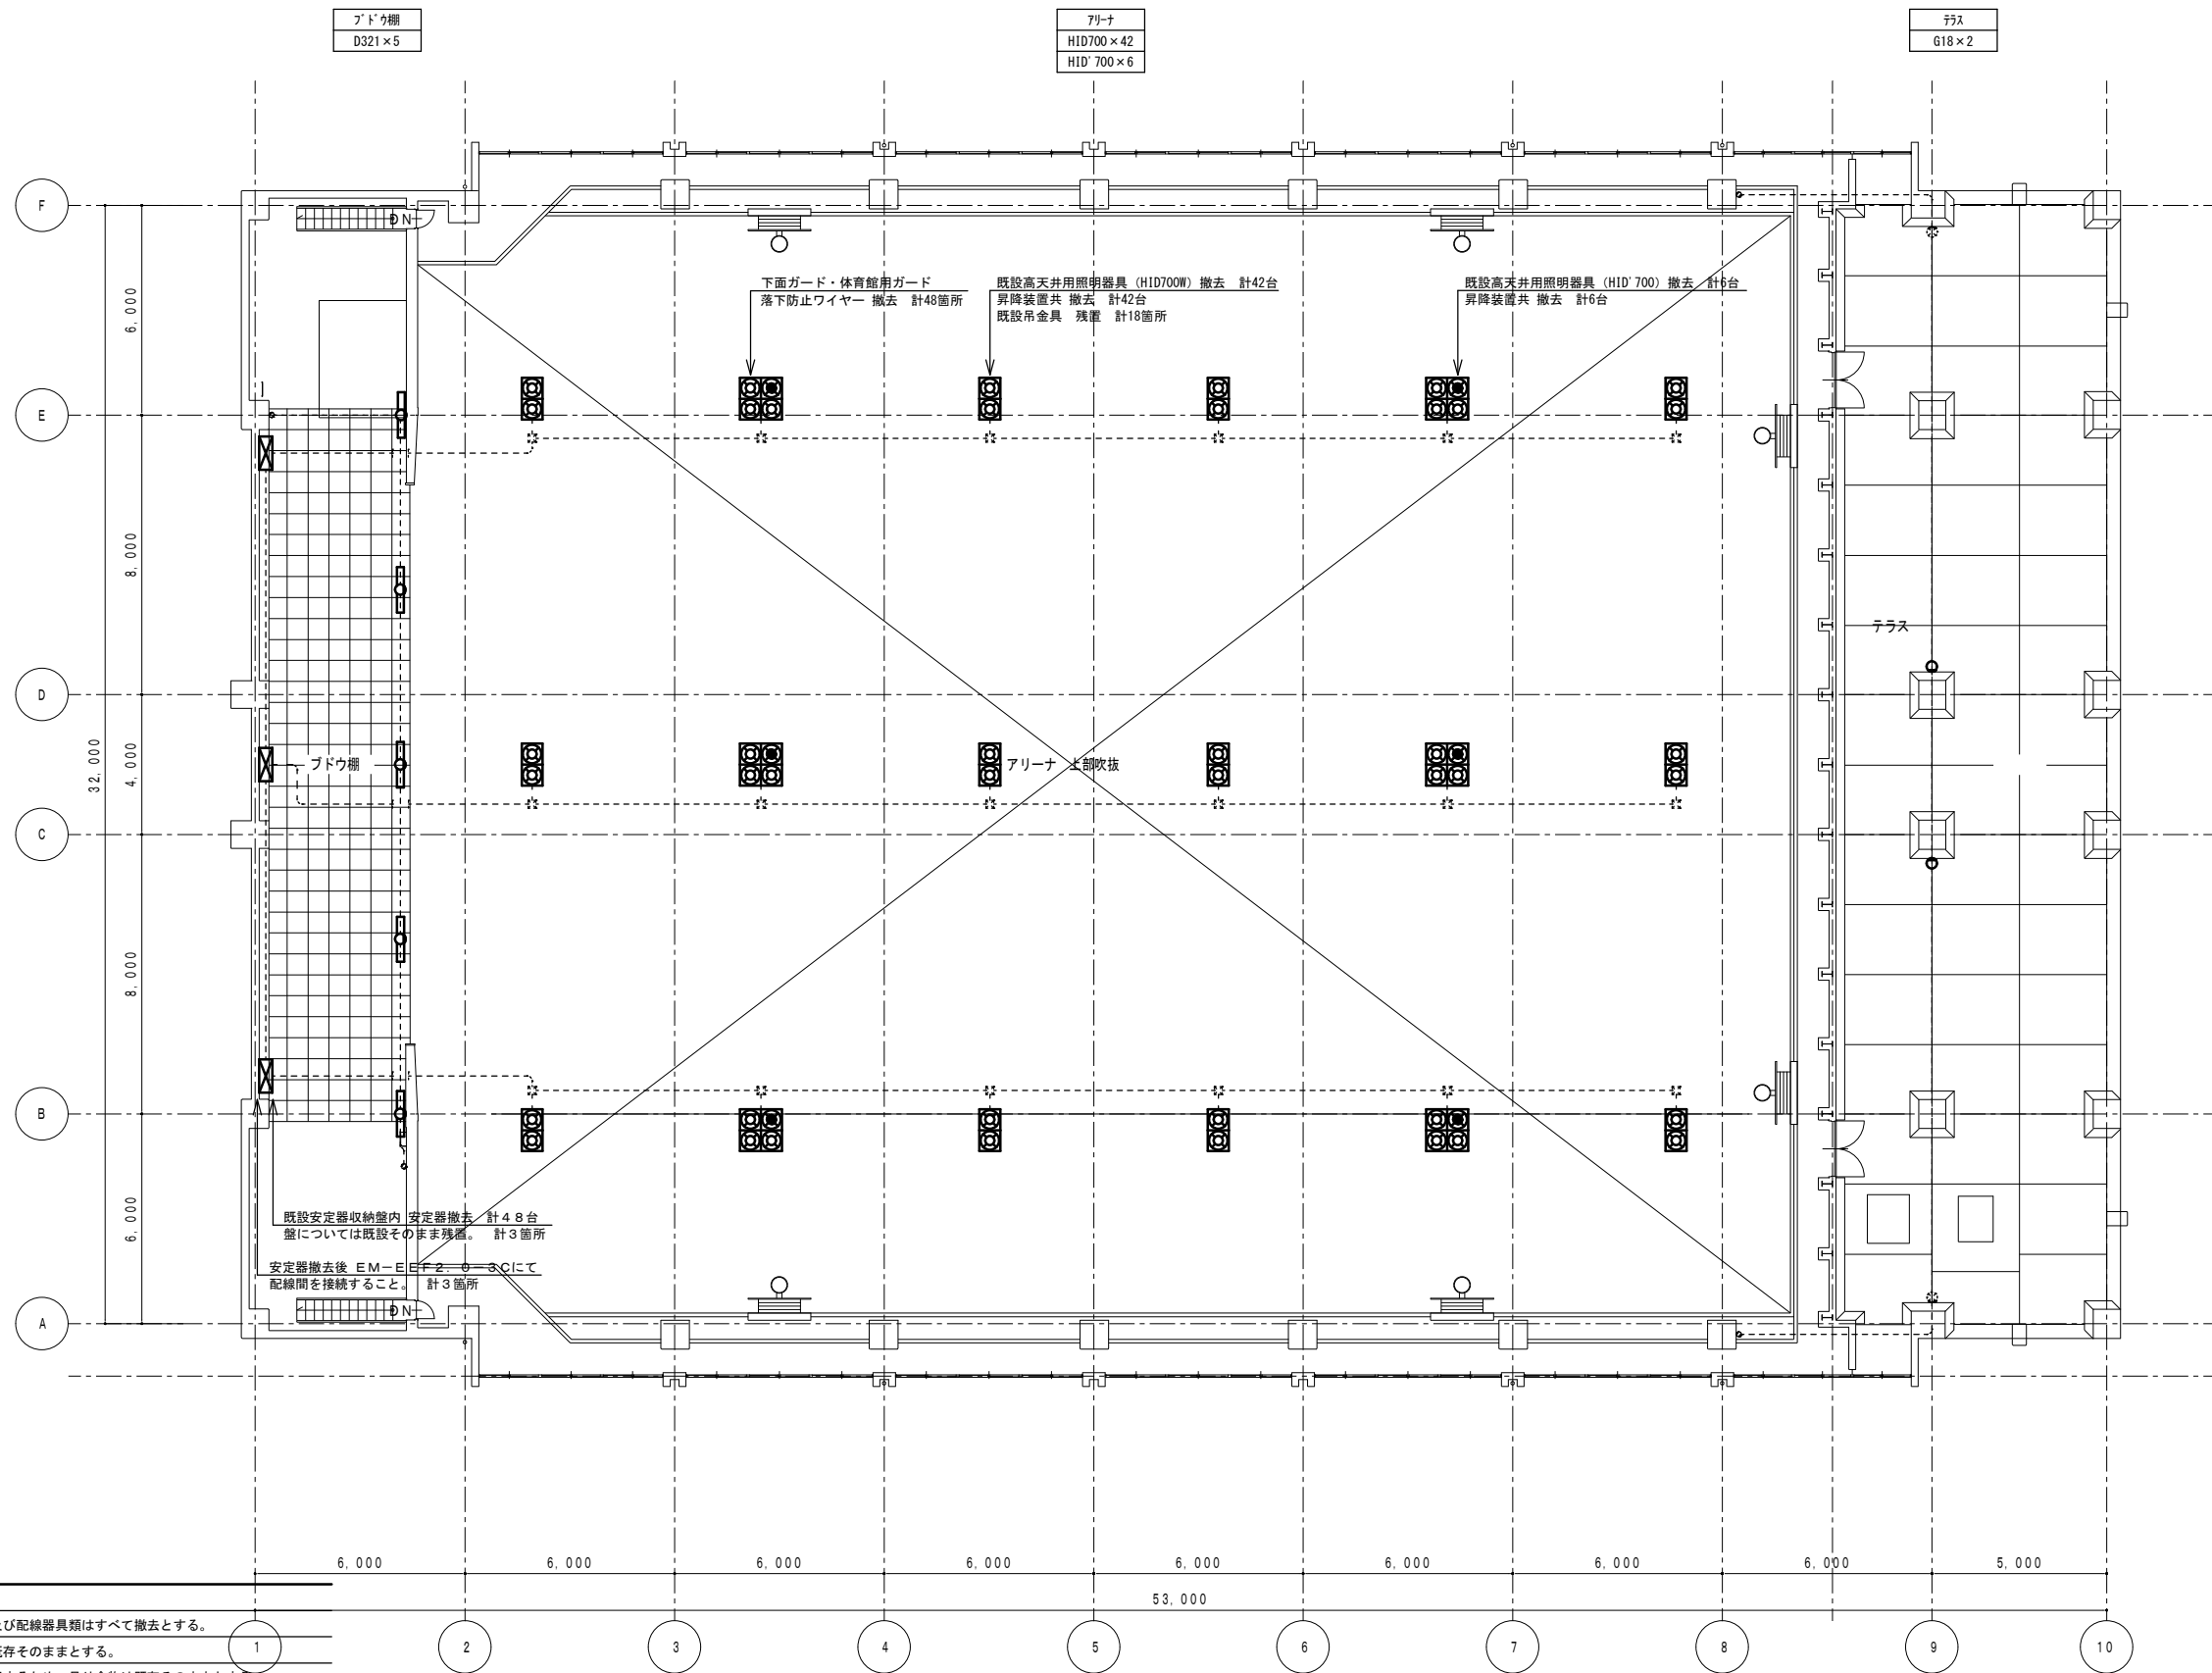 ﾌﾞﾄﾞｳ棚
D321×5
ｱﾘｰﾅ
HID700×42
HID'700×6
ﾃﾗｽ
G18×2
F
DN
下面ガード・体育館用ガード
落下防止ワイヤー 撤去 計48箇所
既設高天井用照明器具（HID700W）撤去 計42台
昇降装置共 撤去 計42台
既設吊金具 残置 計18箇所
既設高天井用照明器具（HID'700）撤去 計6台
昇降装置共 撤去 計6台
6,000
E
8,000
テラス
D
32,000
4,000
ブドウ棚
アリーナ 上部吹抜
C
8,000
B
6,000
既設安定器収納盤内 安定器撤去 計４８台
盤については既設そのまま残置。 計３箇所
安定器撤去後 ＥＭ－ＥＥＦ２．０－３Ｃにて
配線間を接続すること。 計３箇所
DN
A
6,000
6,000
6,000
6,000
6,000
6,000
6,000
6,000
5,000
53,000
び配線器具類はすべて撤去とする。
存そのままとする。
1
2
3
4
5
6
7
8
9
10